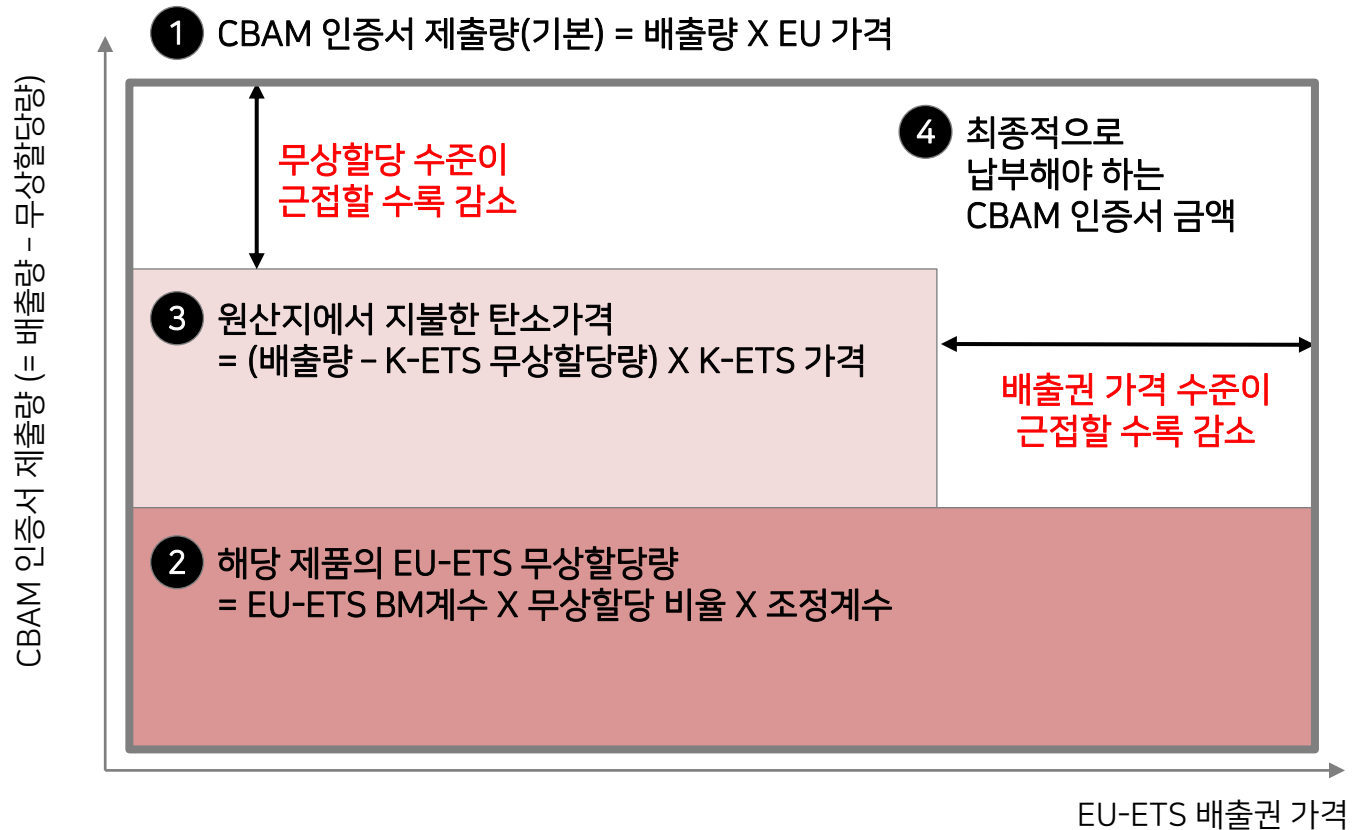 1 CBAM 인증서 제출량(기본) = 배출량 X EU 가격
CBAM 인증서 제출량 (= 배출량 – 무상할당량)
무상할당 수준이
근접할 수록 감소
4 최종적으로
납부해야 하는
CBAM 인증서 금액
3 원산지에서 지불한 탄소가격
= (배출량 – K-ETS 무상할당량) X K-ETS 가격
배출권 가격 수준이
근접할 수록 감소
2 해당 제품의 EU-ETS 무상할당량
= EU-ETS BM계수 X 무상할당 비율 X 조정계수
EU-ETS 배출권 가격